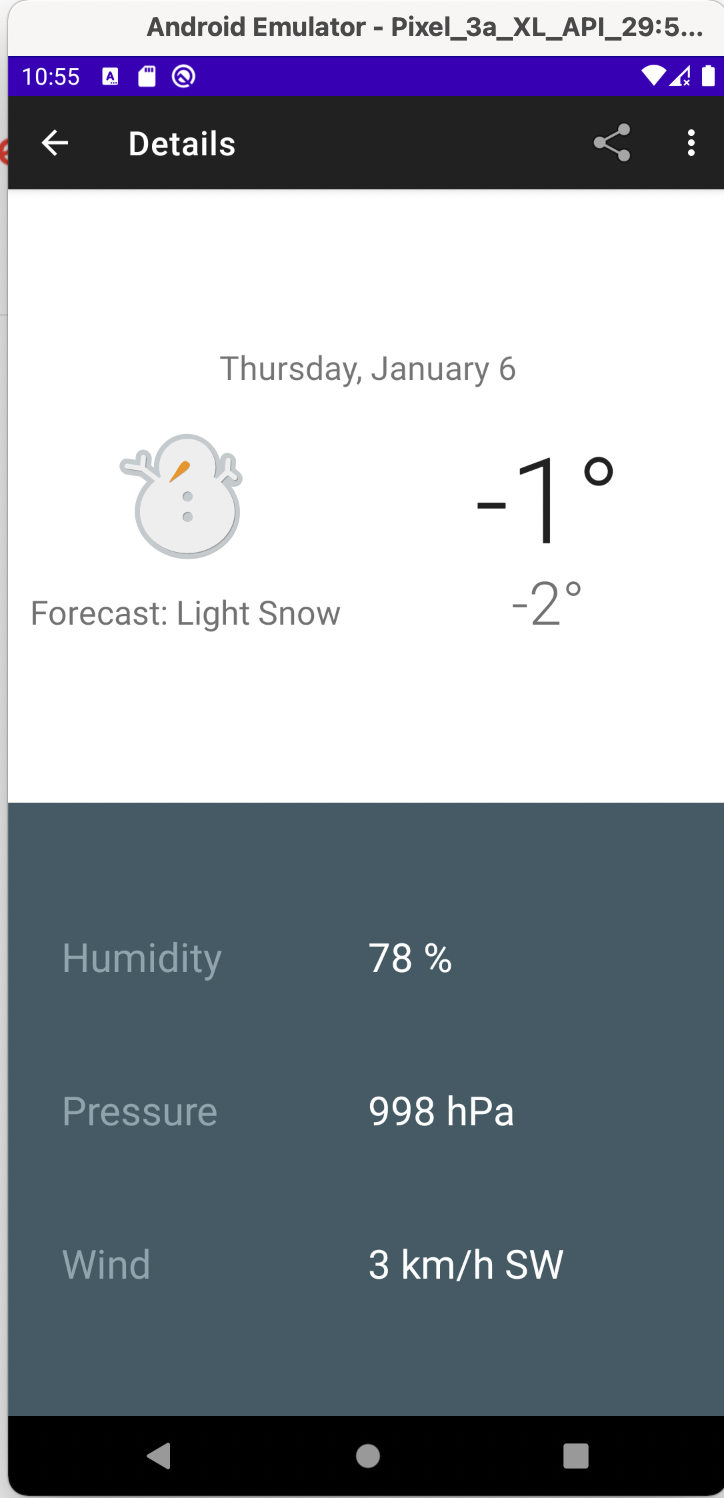 Android Emulator - Pixel_3a_XL_API_29:5...
10:55
Details
Thursday, January 6
-1°
-2°
Forecast: Light Snow
Humidity 78 %
Pressure 998 hPa
Wind 3 km/h SW